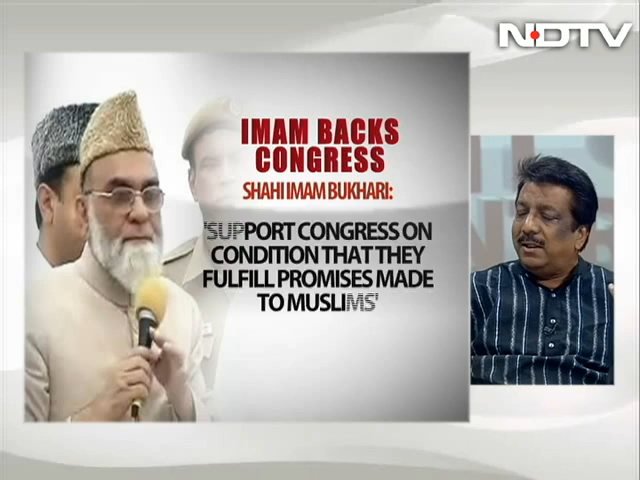 NDTV
IMAM BACKS
CONGRESS
SHAHI IMAM BUKHARI:
'SUPPORT CONGRESS ON
CONDITION THAT THEY
FULFILL PROMISES MADE
TO MUSLIMS'